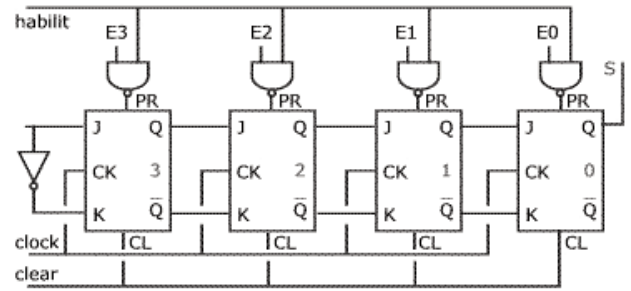 habilit
E3 E2 E1 E0
S
PR PR PR PR
J Q J Q J Q J Q
CK 3 CK 2 CK 1 CK 0
K Q̅ K Q̅ K Q̅ K Q̅
clock CL CL CL CL
clear